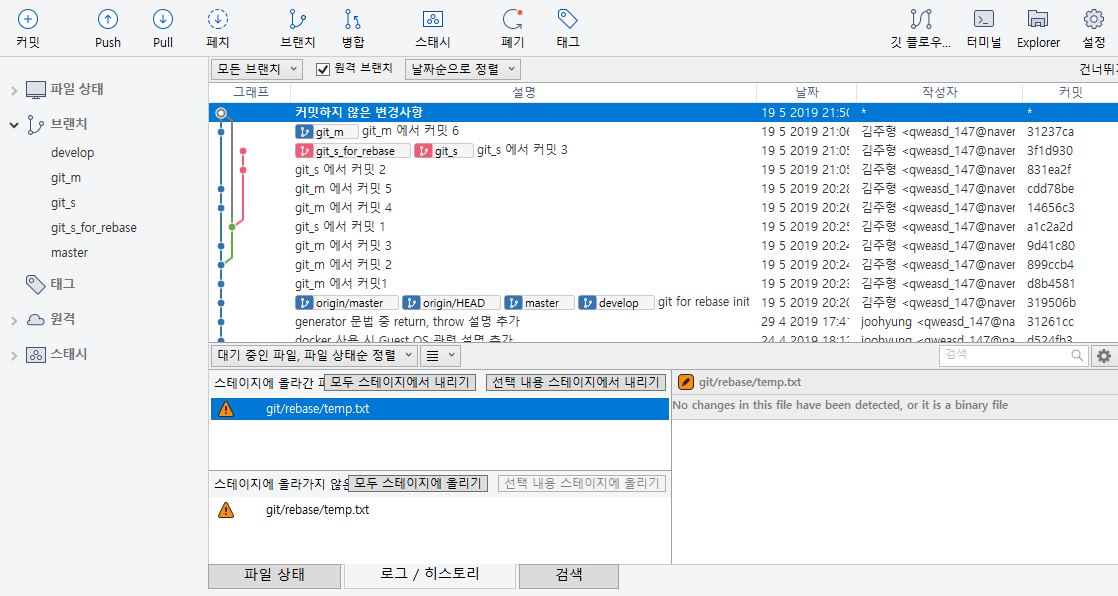 커밋 Push Pull 페치 브랜치 병합 스태시 폐기 태그 깃 플로우... 터미널 Explorer 설정
모든 브랜치 원격 브랜치 날짜순으로 정렬 건너뛰기
그래프 설명 날짜 작성자 커밋
파일 상태
브랜치
develop
git_m
git_s
git_s_for_rebase
master
태그
원격
스태시
커밋하지 않은 변경사항 19 5 2019 21:50 * *
git_m git_m 에서 커밋 6 19 5 2019 21:06 김주형 <qweasd_147@naver 31237ca
git_s_for_rebase git_s git_s 에서 커밋 3 19 5 2019 21:05 김주형 <qweasd_147@naver 3f1d930
git_s 에서 커밋 2 19 5 2019 21:05 김주형 <qweasd_147@naver 831ea2f
git_m 에서 커밋 5 19 5 2019 20:28 김주형 <qweasd_147@naver cdd78be
git_m 에서 커밋 4 19 5 2019 20:26 김주형 <qweasd_147@naver 14656c3
git_s 에서 커밋 1 19 5 2019 20:25 김주형 <qweasd_147@naver a1c2a2d
git_m 에서 커밋 3 19 5 2019 20:24 김주형 <qweasd_147@naver 9d41c80
git_m 에서 커밋 2 19 5 2019 20:24 김주형 <qweasd_147@naver 899ccb4
git_m 에서 커밋1 19 5 2019 20:23 김주형 <qweasd_147@naver d8b4581
origin/master origin/HEAD master develop git for rebase init 19 5 2019 20:20 김주형 <qweasd_147@naver 319506b
generator 문법 중 return, throw 설명 추가 29 4 2019 17:41 joohyung <qweasd_147@na 31261cc
docker 사용 시 Guest OS 관련 설명 추가 24 4 2019 18:13 joohyung <qweasd_147@na d524fb3
대기 중인 파일, 파일 상태순 정렬 검색
스테이지에 올라간 모두 스테이지에서 내리기 선택 내용 스테이지에서 내리기
git/rebase/temp.txt
스테이지에 올라가지 않은 모두 스테이지에 올리기 선택 내용 스테이지에 올리기
git/rebase/temp.txt
git/rebase/temp.txt
No changes in this file have been detected, or it is a binary file
파일 상태 로그 / 히스토리 검색